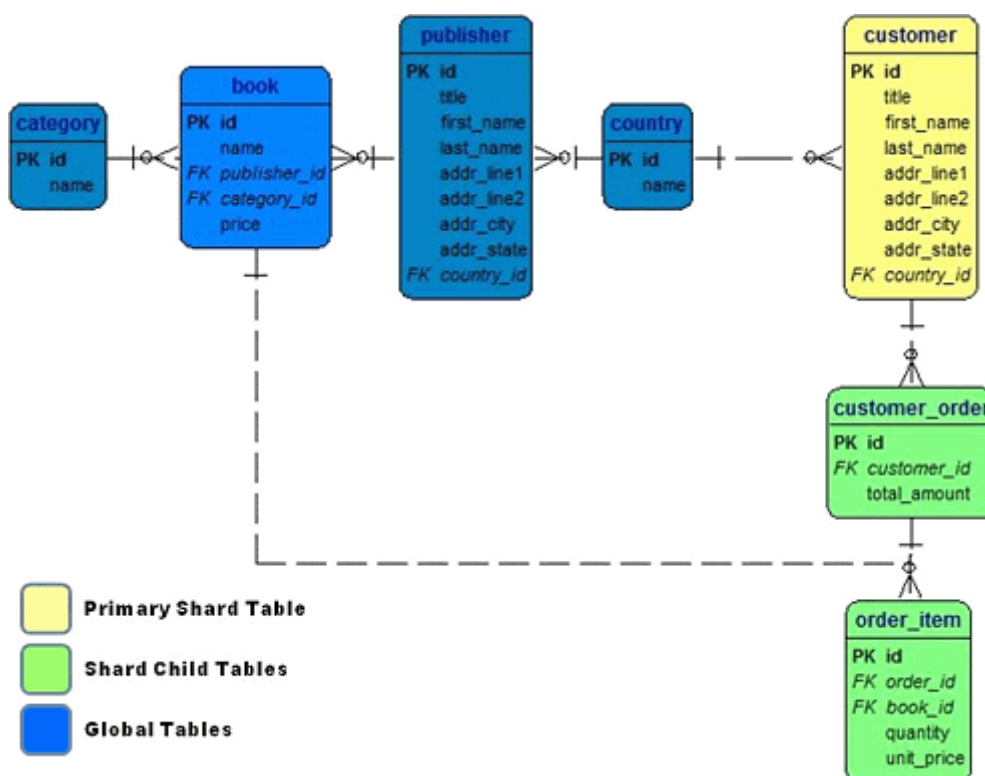 category
PK id
name
book
PK id
name
FK publisher_id
FK category_id
price
publisher
PK id
title
first_name
last_name
addr_line1
addr_line2
addr_city
addr_state
FK country_id
country
PK id
name
customer
PK id
title
first_name
last_name
addr_line1
addr_line2
addr_city
addr_state
FK country_id
customer_order
PK id
FK customer_id
total_amount
order_item
PK id
FK order_id
FK book_id
quantity
unit_price
Primary Shard Table
Shard Child Tables
Global Tables